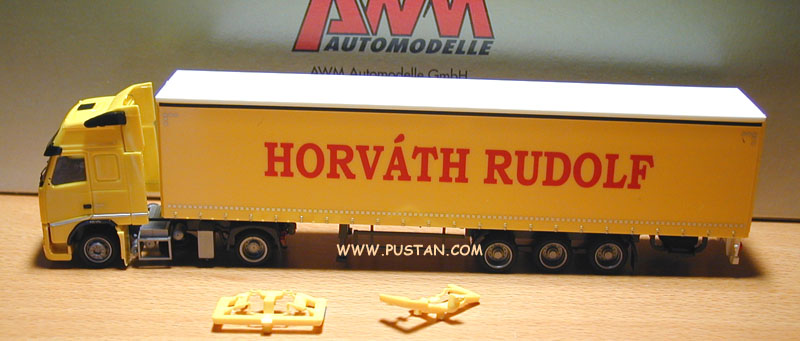 AWM
AUTOMODELLE
AWM Automodelle GmbH
HORVÁTH RUDOLF
WWW.PUSTAN.COM